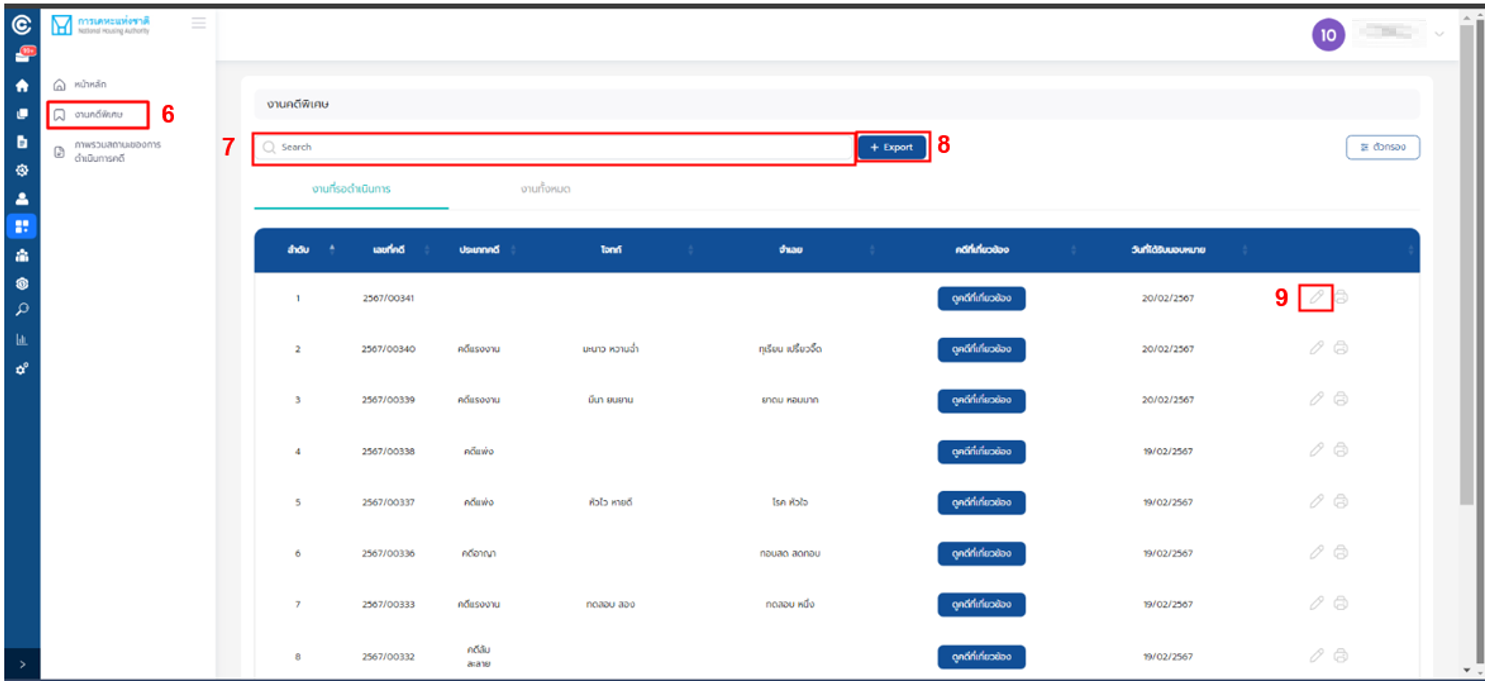 การเคหะแห่งชาติ
National Housing Authority
10
90+
หน้าหลัก
งานคดีพิเศษ
6
ภาพรวมสถานะของการ
ดำเนินการคดี
งานคดีพิเศษ
7
Search
+ Export
8
ตัวกรอง
งานที่รอดำเนินการ งานทั้งหมด
ลำดับ เลขที่คดี ประเภทคดี โจทก์ จำเลย คดีที่เกี่ยวข้อง วันที่ได้รับมอบหมาย
1 2567/00341 ดูคดีที่เกี่ยวข้อง 20/02/2567 9
2 2567/00340 คดีแรงงาน มะนาว หวานฉ่ำ ทุเรียน เปรี้ยวจี๊ด ดูคดีที่เกี่ยวข้อง 20/02/2567
3 2567/00339 คดีแรงงาน มีนา ยนยาน ยาดม หอมมาก ดูคดีที่เกี่ยวข้อง 20/02/2567
4 2567/00338 คดีแพ่ง ดูคดีที่เกี่ยวข้อง 19/02/2567
5 2567/00337 คดีแพ่ง หัวใจ หายดี โรค หัวใจ ดูคดีที่เกี่ยวข้อง 19/02/2567
6 2567/00336 คดีอาญา ทอมสด สดทอม ดูคดีที่เกี่ยวข้อง 19/02/2567
7 2567/00333 คดีแรงงาน ทดสอบ สอง ทดสอบ หนึ่ง ดูคดีที่เกี่ยวข้อง 19/02/2567
8 2567/00332 คดีล้ม
ละลาย ดูคดีที่เกี่ยวข้อง 19/02/2567